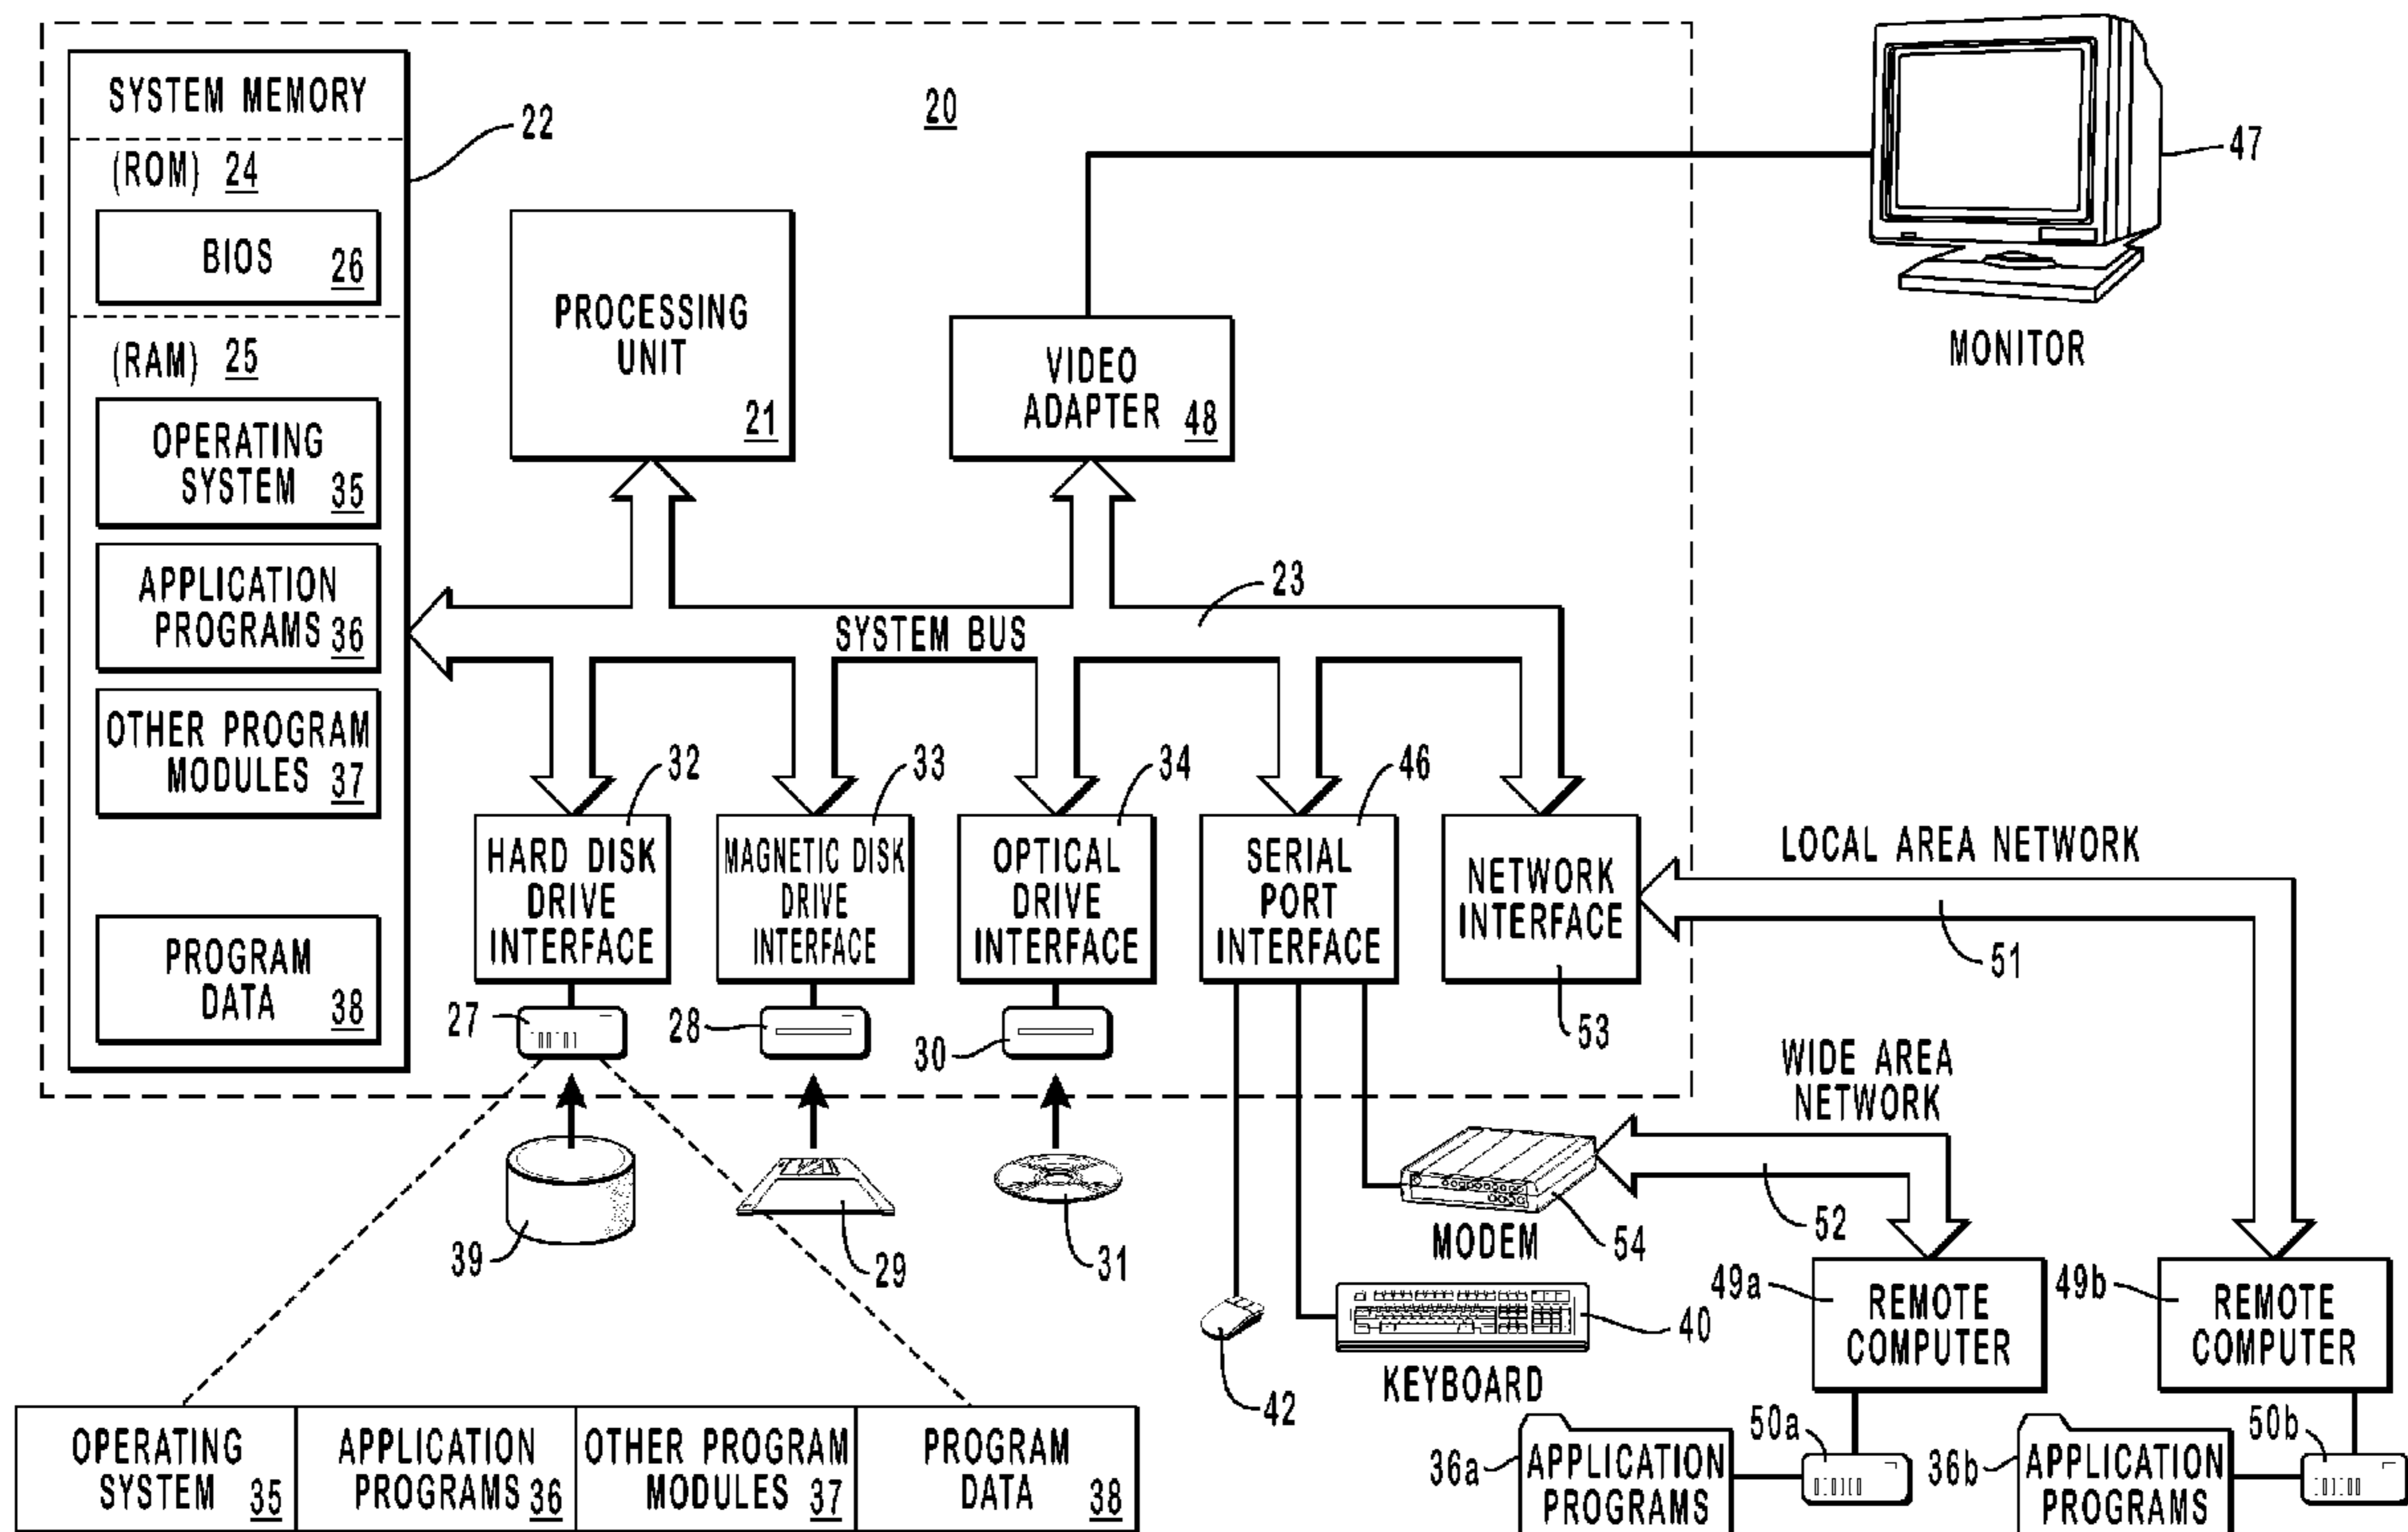 SYSTEM MEMORY
22
(ROM) 24
BIOS 26
(RAM) 25
OPERATING
SYSTEM 35
APPLICATION
PROGRAMS 36
OTHER PROGRAM
MODULES 37
PROGRAM
DATA 38
20
PROCESSING
UNIT
21
VIDEO
ADAPTER 48
47
MONITOR
23
SYSTEM BUS
32
HARD DISK
DRIVE
INTERFACE
33
MAGNETIC DISK
DRIVE
INTERFACE
34
OPTICAL
DRIVE
INTERFACE
46
SERIAL
PORT
INTERFACE
NETWORK
INTERFACE
53
LOCAL AREA NETWORK
51
27
28
30
WIDE AREA
NETWORK
52
39
29
31
MODEM
54
42
40
KEYBOARD
49a
REMOTE
COMPUTER
49b
REMOTE
COMPUTER
OPERATING
SYSTEM 35
APPLICATION
PROGRAMS 36
OTHER PROGRAM
MODULES 37
PROGRAM
DATA 38
36a
APPLICATION
PROGRAMS
50a
36b
APPLICATION
PROGRAMS
50b